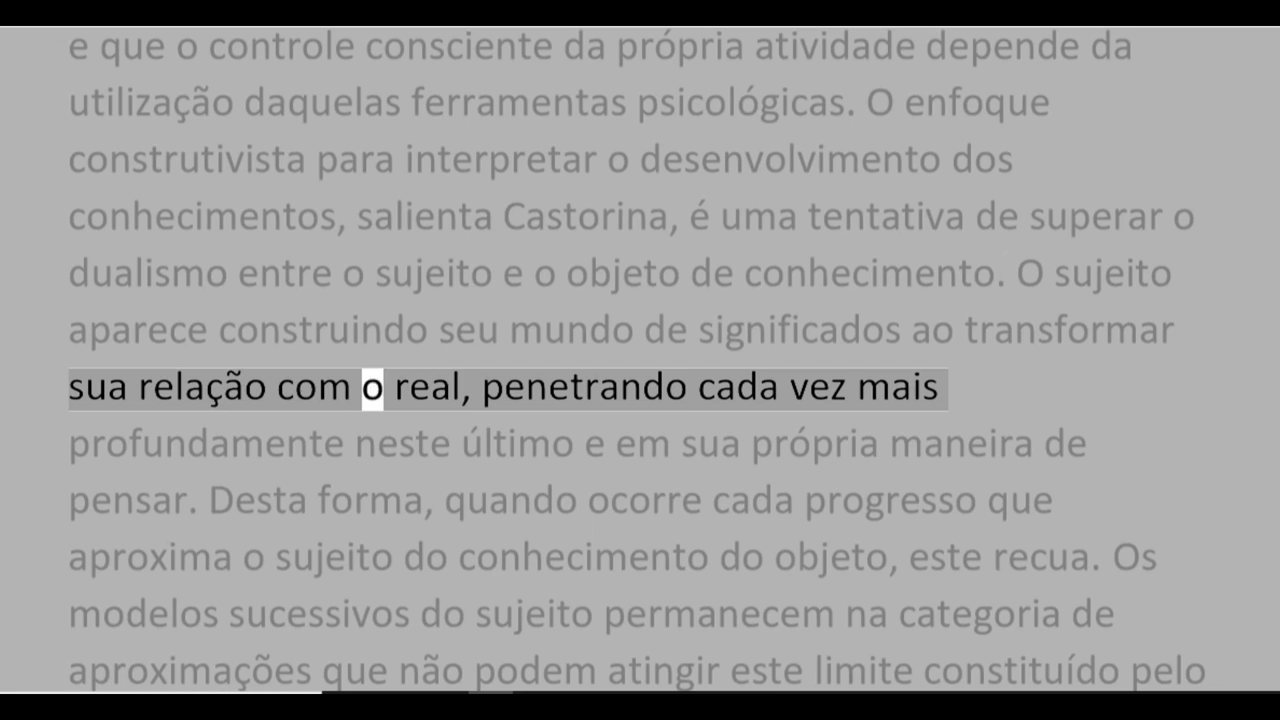 e que o controle consciente da própria atividade depende da
utilização daquelas ferramentas psicológicas. O enfoque
construtivista para interpretar o desenvolvimento dos
conhecimentos, salienta Castorina, é uma tentativa de superar o
dualismo entre o sujeito e o objeto de conhecimento. O sujeito
aparece construindo seu mundo de significados ao transformar
sua relação com o real, penetrando cada vez mais
profundamente neste último e em sua própria maneira de
pensar. Desta forma, quando ocorre cada progresso que
aproxima o sujeito do conhecimento do objeto, este recua. Os
modelos sucessivos do sujeito permanecem na categoria de
aproximações que não podem atingir este limite constituído pelo